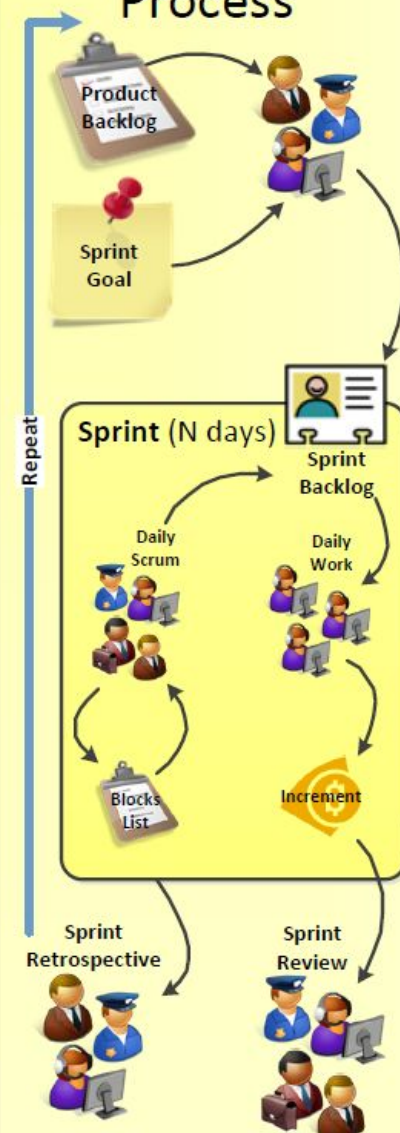 Process
Product
Backlog
Sprint
Goal
Repeat
Sprint (N days)
Sprint
Backlog
Daily
Scrum
Daily
Work
Blocks
List
Increment
Sprint
Retrospective
Sprint
Review